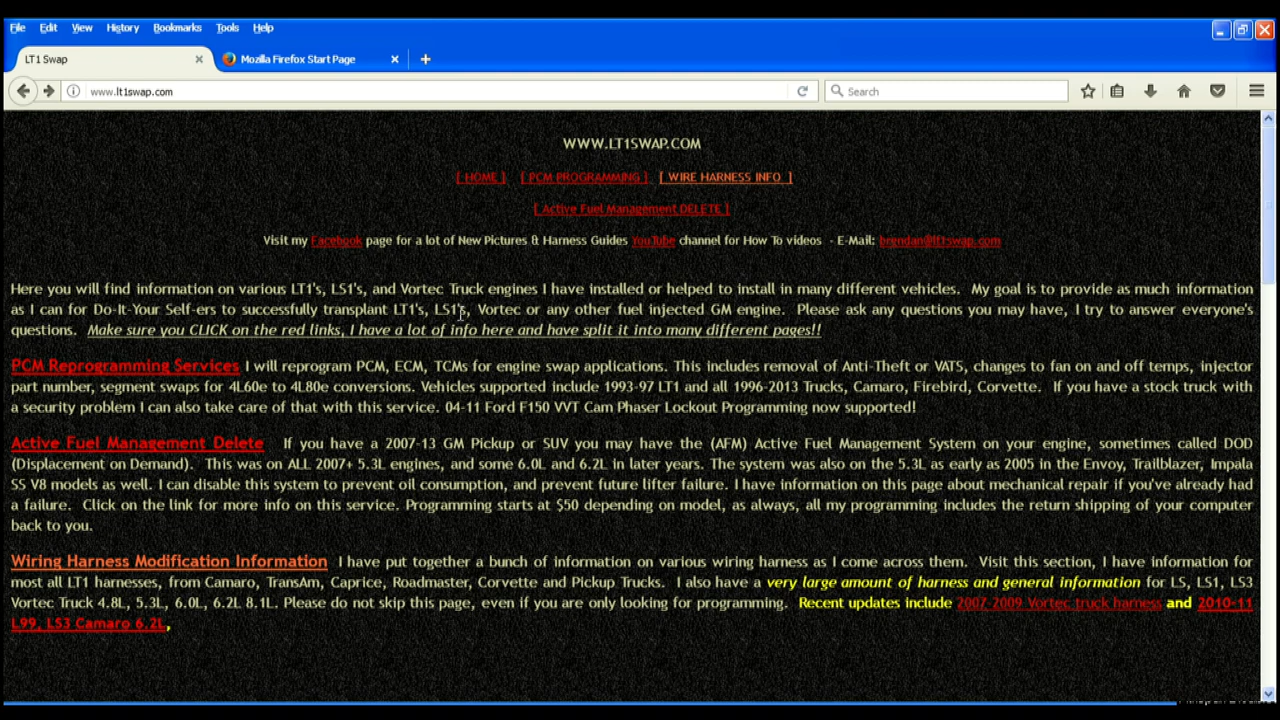 File Edit View History Bookmarks Tools Help
LT1 Swap
Mozilla Firefox Start Page
www.lt1swap.com
Search
WWW.LT1SWAP.COM
[ HOME ] [ PCM PROGRAMMING ] [ WIRE HARNESS INFO ]
[ Active Fuel Management DELETE ]
Visit my Facebook page for a lot of New Pictures & Harness Guides YouTube channel for How To videos - E-Mail: brendan@lt1swap.com
Here you will find information on various LT1's, LS1's, and Vortec Truck engines I have installed or helped to install in many different vehicles. My goal is to provide as much information
as I can for Do-It-Your Self-ers to successfully transplant LT1's, LS1's, Vortec or any other fuel injected GM engine. Please ask any questions you may have, I try to answer everyone's
questions. Make sure you CLICK on the red links, I have a lot of info here and have split it into many different pages!!
PCM Reprogramming Services I will reprogram PCM, ECM, TCMs for engine swap applications. This includes removal of Anti-Theft or VATS, changes to fan on and off temps, injector
part number, segment swaps for 4L60e to 4L80e conversions. Vehicles supported include 1993-97 LT1 and all 1996-2013 Trucks, Camaro, Firebird, Corvette. If you have a stock truck with
a security problem I can also take care of that with this service. 04-11 Ford F150 VVT Cam Phaser Lockout Programming now supported!
Active Fuel Management Delete If you have a 2007-13 GM Pickup or SUV you may have the (AFM) Active Fuel Management System on your engine, sometimes called DOD
(Displacement on Demand). This was on ALL 2007+ 5.3L engines, and some 6.0L and 6.2L in later years. The system was also on the 5.3L as early as 2005 in the Envoy, Trailblazer, Impala
SS V8 models as well. I can disable this system to prevent oil consumption, and prevent future lifter failure. I have information on this page about mechanical repair if you've already had
a failure. Click on the link for more info on this service. Programming starts at $50 depending on model, as always, all my programming includes the return shipping of your computer
back to you.
Wiring Harness Modification Information I have put together a bunch of information on various wiring harness as I come across them. Visit this section, I have information for
most all LT1 harnesses, from Camaro, TransAm, Caprice, Roadmaster, Corvette and Pickup Trucks. I also have a very large amount of harness and general information for LS, LS1, LS3
Vortec Truck 4.8L, 5.3L, 6.0L, 6.2L 8.1L. Please do not skip this page, even if you are only looking for programming. Recent updates include 2007-2009 Vortec truck harness and 2010-11
L99, LS3 Camaro 6.2L,